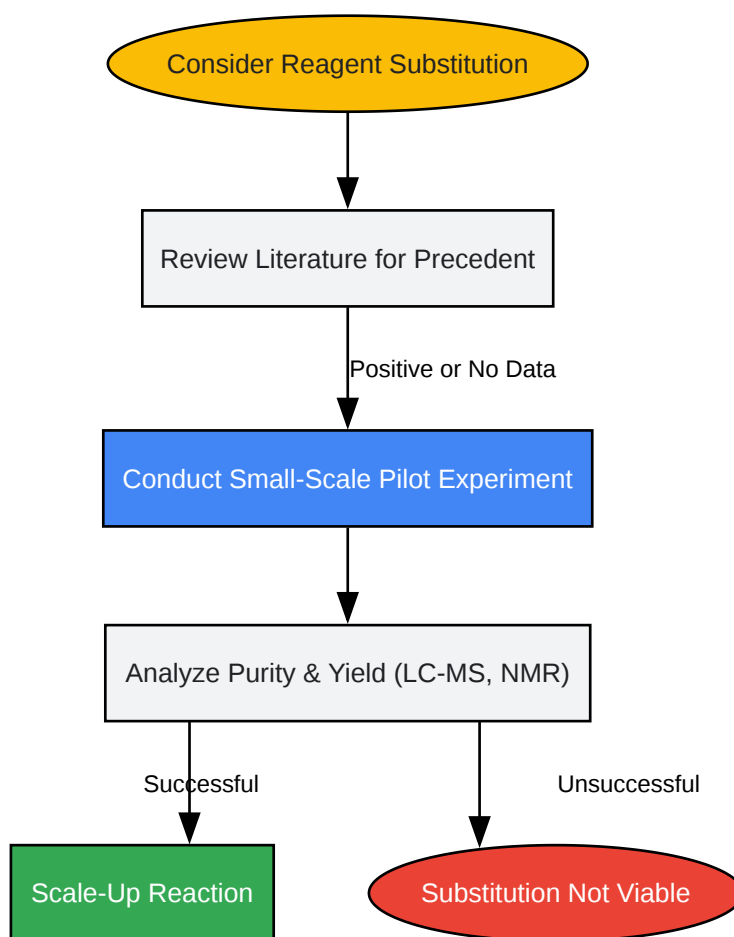 Consider Reagent Substitution
Review Literature for Precedent
Positive or No Data
Conduct Small-Scale Pilot Experiment
Analyze Purity & Yield (LC-MS, NMR)
Successful
Unsuccessful
Scale-Up Reaction
Substitution Not Viable